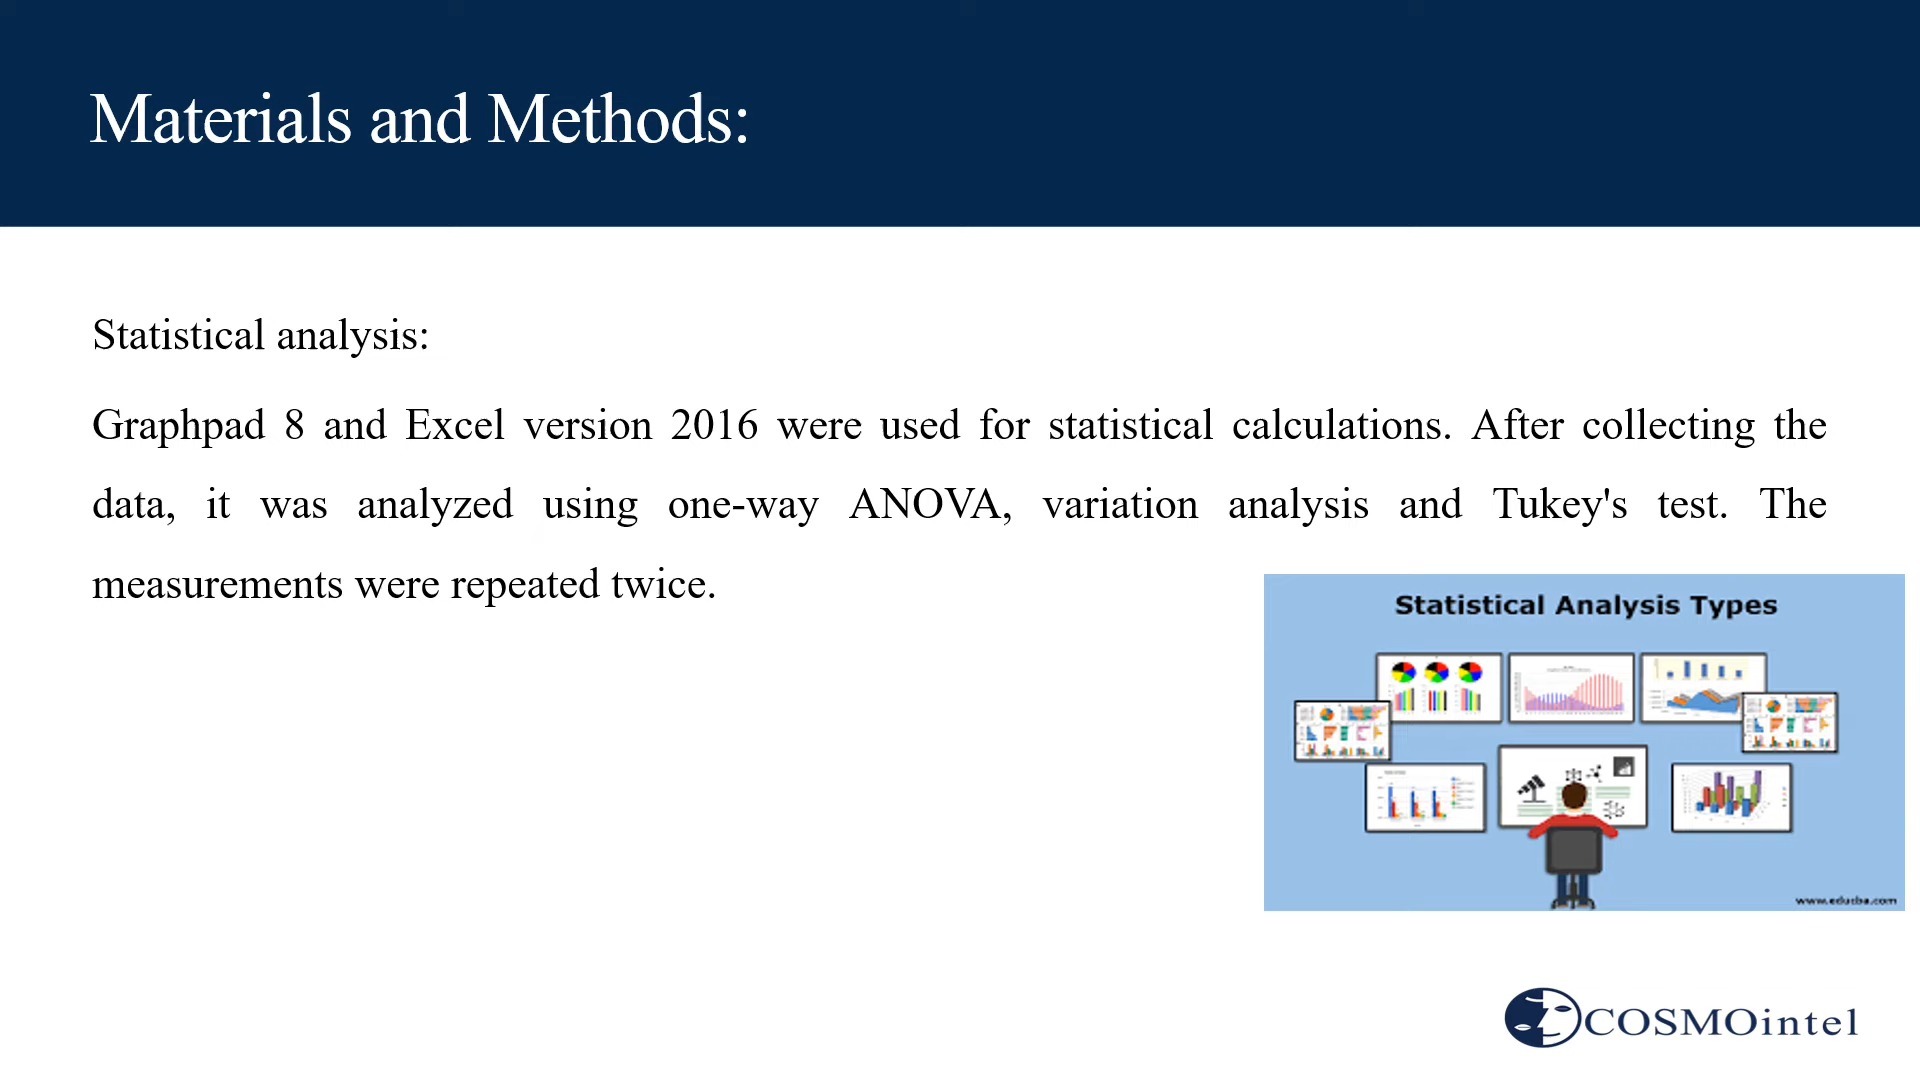 Materials and Methods:
Statistical analysis:
Graphpad 8 and Excel version 2016 were used for statistical calculations. After collecting the
data, it was analyzed using one-way ANOVA, variation analysis and Tukey's test. The
measurements were repeated twice.
Statistical Analysis Types
www.educba.com
COSMOintel